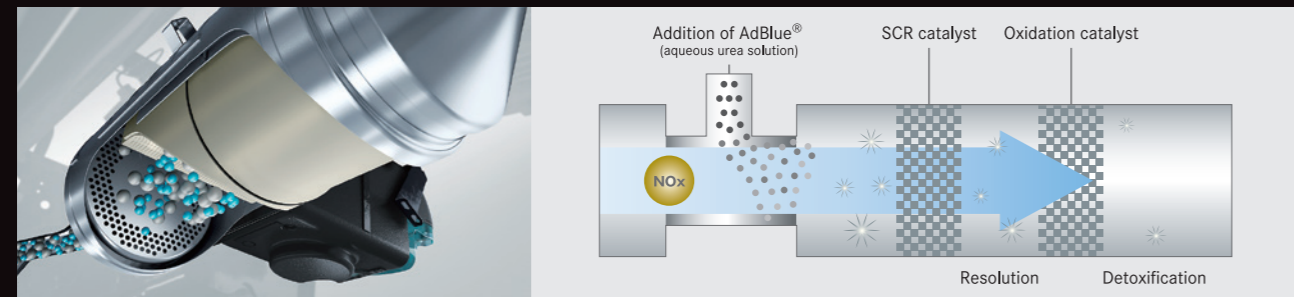 Addition of AdBlue®
(aqueous urea solution)
SCR catalyst
Oxidation catalyst
NOx
Resolution
Detoxification